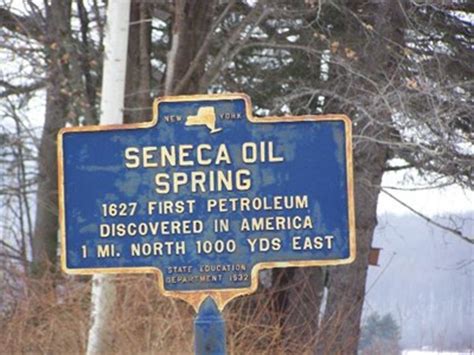 NEW YORK
SENECA OIL
SPRING
1627 FIRST PETROLEUM
DISCOVERED IN AMERICA
1 MI. NORTH 1000 YDS EAST
STATE EDUCATION
DEPARTMENT 1932